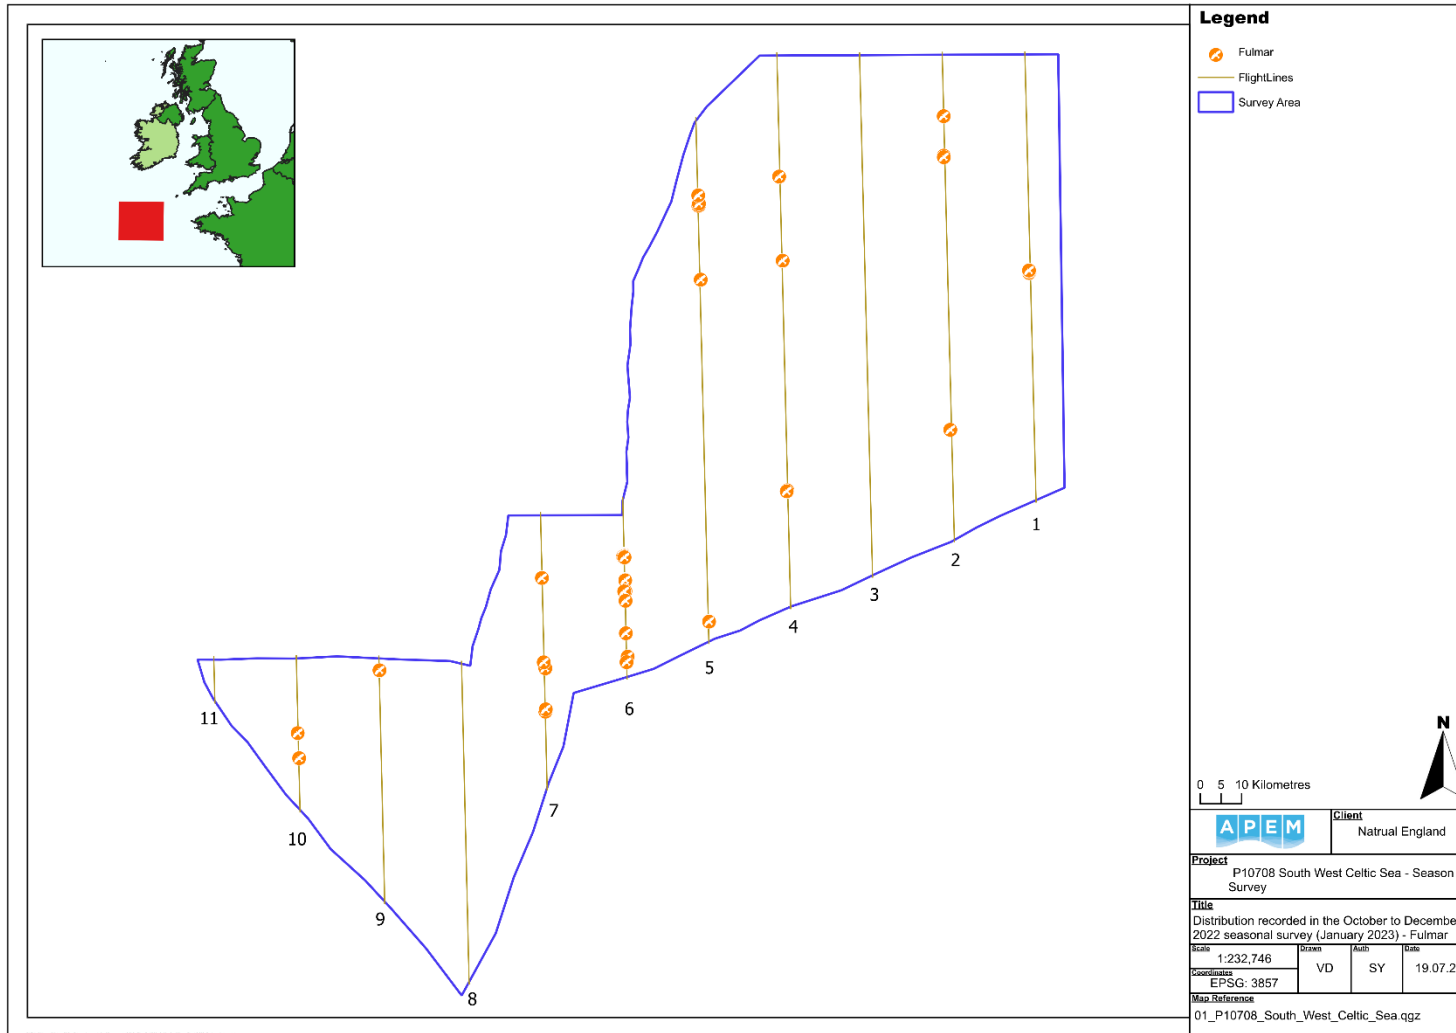 Legend
Fulmar
FlightLines
Survey Area
1
2
3
4
5
6
7
8
9
10
11
N
0 5 10 Kilometres
APEM
Client
Natrual England
Project
P10708 South West Celtic Sea - Season
Survey
Title
Distribution recorded in the October to Decembe
2022 seasonal survey (January 2023) - Fulmar
Scale
1:232,746
Drawn
VD
Auth
SY
Date
19.07.2
Coordinates
EPSG: 3857
Map Reference
01_P10708_South_West_Celtic_Sea.qgz